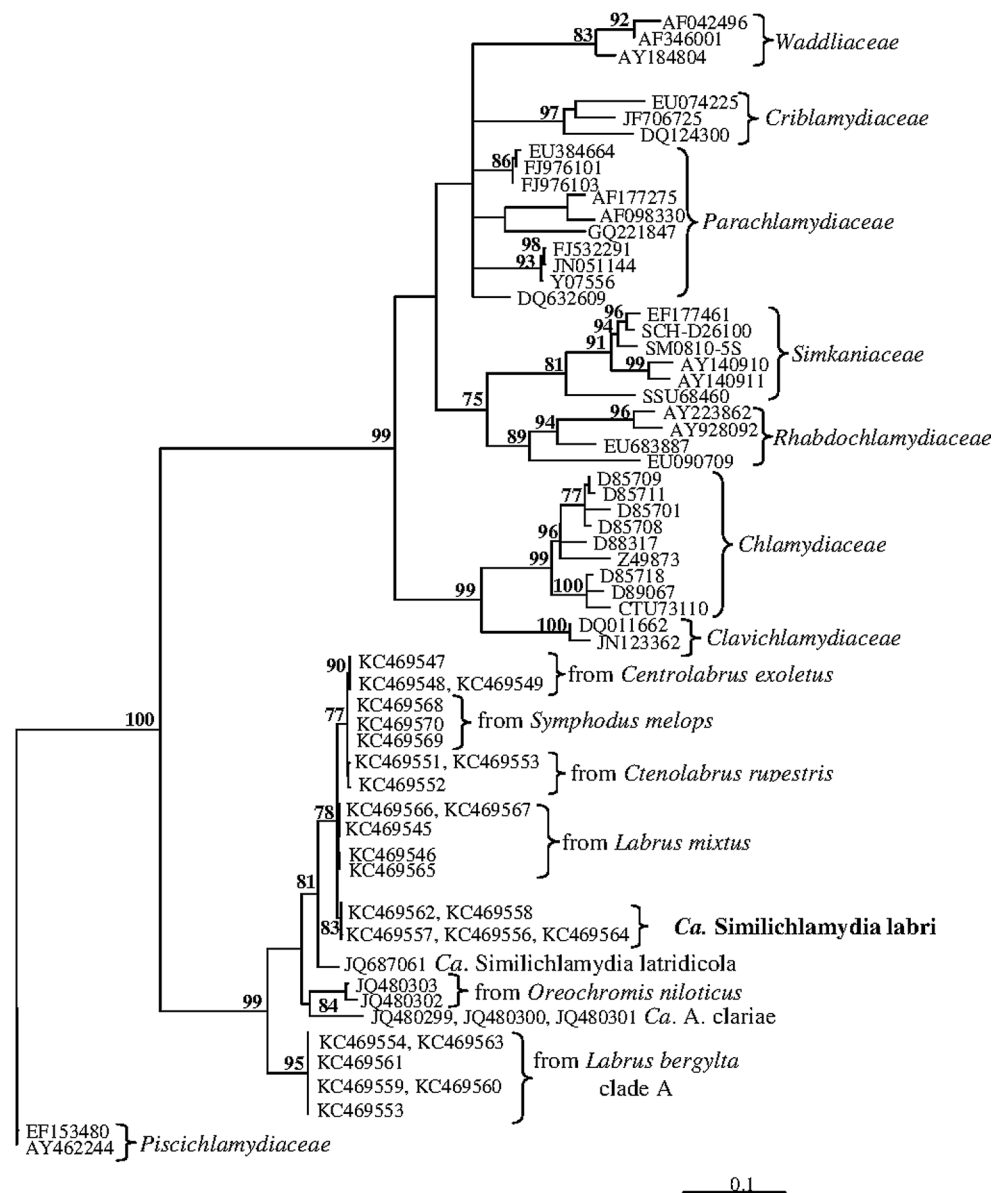 92 AF042496
83 AF346001 Waddliaceae
AY184804
EU074225
97 JF706725 Criblamydiaceae
DQ124300
EU384664
86 FJ976101
FJ976103
AF177275
AF098330 Parachlamydiaceae
GQ221847
98 FJ532291
93 JN051144
Y07556
DQ632609
96 EF177461
94 SCH-D26100
91 SM0810-5S Simkaniaceae
99 AY140910
81 AY140911
SSU68460
75
96 AY223862
94 AY928092
89 EU683887 Rhabdochlamydiaceae
EU090709
99
D85709
77 D85711
D85701
D85708
96 D88317 Chlamydiaceae
99 Z49873
D85718
100 D89067
99 CTU73110
100 DQ011662
JN123362 Clavichlamydiaceae
90 KC469547
KC469548, KC469549 from Centrolabrus exoletus
KC469568
77 KC469570 from Symphodus melops
KC469569
100
KC469551, KC469553
KC469552 from Ctenolabrus rupestris
78 KC469566, KC469567
KC469545
from Labrus mixtus
KC469546
KC469565
81
KC469562, KC469558
83 KC469557, KC469556, KC469564 Ca. Similichlamydia labri
JQ687061 Ca. Similichlamydia latridicola
JQ480303
JQ480302 from Oreochromis niloticus
99 84
JQ480299, JQ480300, JQ480301 Ca. A. clariae
KC469554, KC469563
95 KC469561 from Labrus bergylta
KC469559, KC469560 clade A
KC469553
EF153480
AY462244 Piscichlamydiaceae
0.1